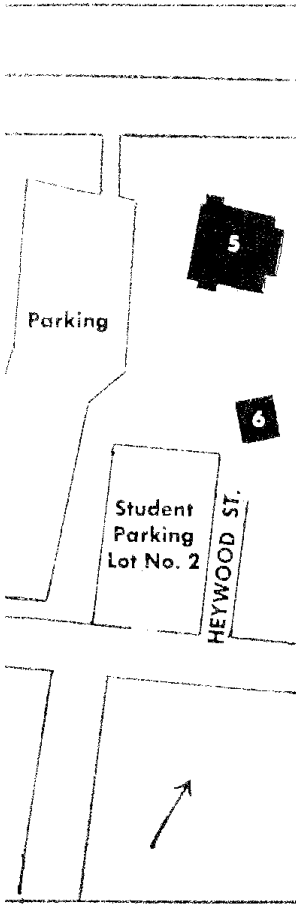 5
Parking
6
Student
Parking
Lot No. 2
HEYWOOD ST.